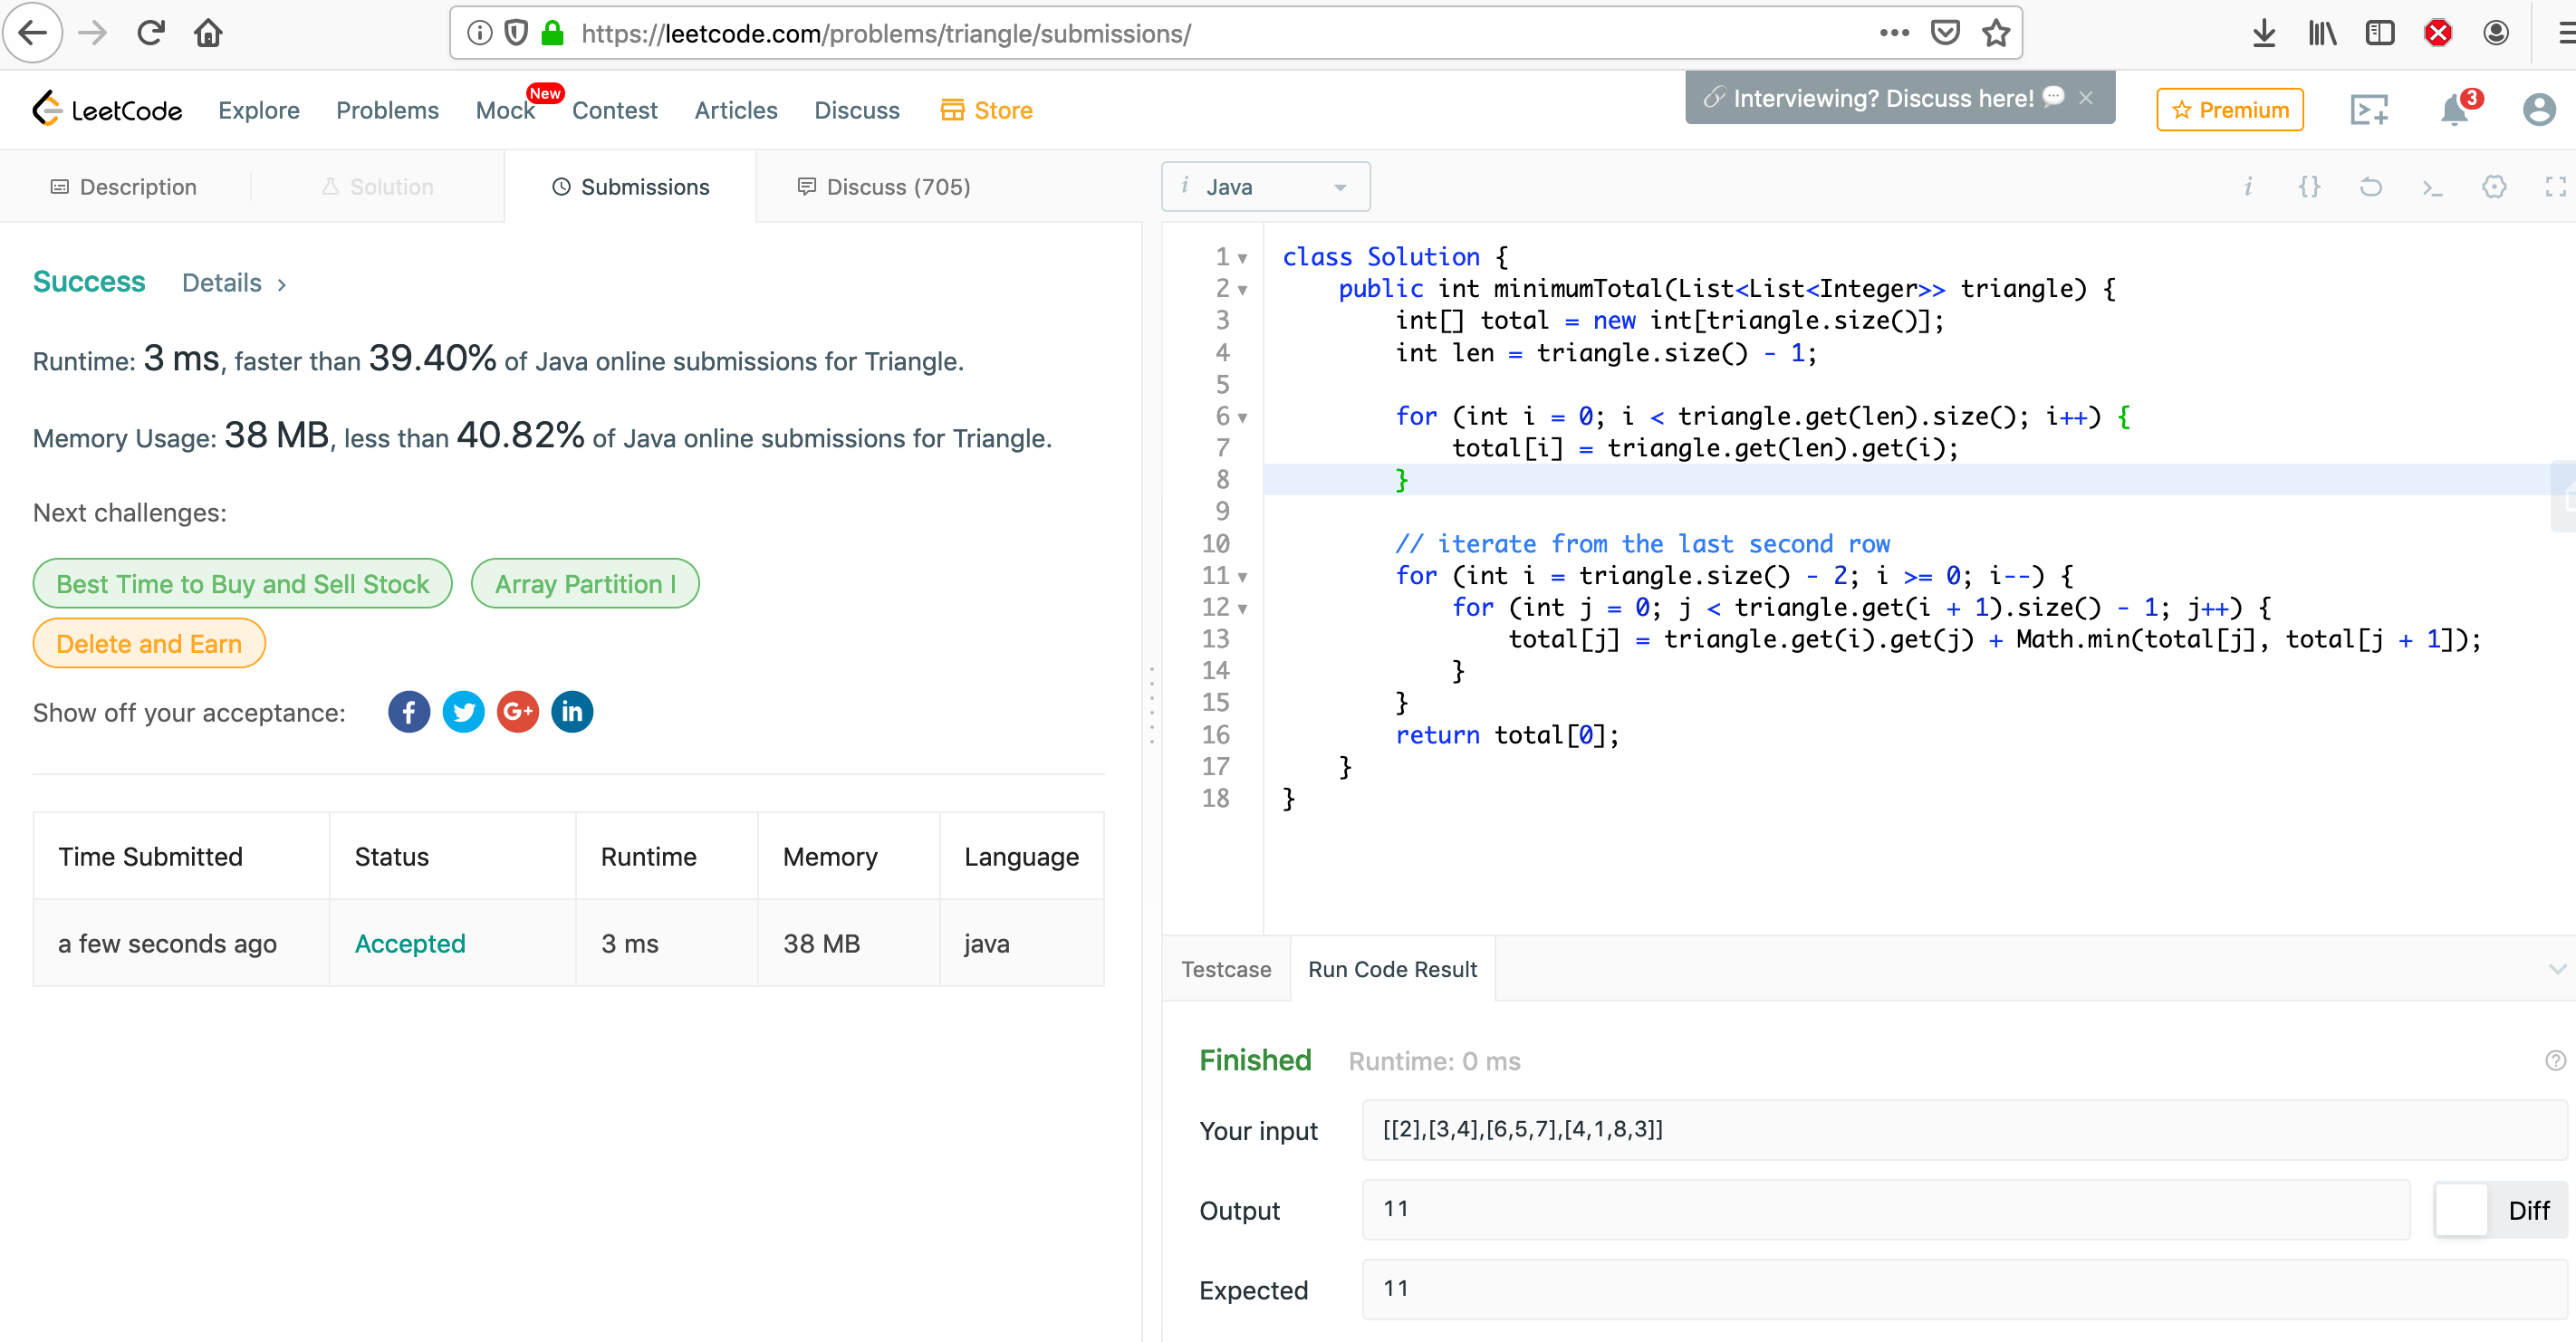 https://leetcode.com/problems/triangle/submissions/
LeetCode
Explore
Problems
Mock
New
Contest
Articles
Discuss
Store
Interviewing? Discuss here!
Premium
3
Description
Solution
Submissions
Discuss (705)
i Java
Success Details >
Runtime: 3 ms, faster than 39.40% of Java online submissions for Triangle.
Memory Usage: 38 MB, less than 40.82% of Java online submissions for Triangle.
Next challenges:
Best Time to Buy and Sell Stock
Array Partition I
Delete and Earn
Show off your acceptance:
Time Submitted Status Runtime Memory Language
a few seconds ago Accepted 3 ms 38 MB java
1 class Solution {
2 public int minimumTotal(List<List<Integer>> triangle) {
3 int[] total = new int[triangle.size()];
4 int len = triangle.size() - 1;
5
6 for (int i = 0; i < triangle.get(len).size(); i++) {
7 total[i] = triangle.get(len).get(i);
8 }
9
10 // iterate from the last second row
11 for (int i = triangle.size() - 2; i >= 0; i--) {
12 for (int j = 0; j < triangle.get(i + 1).size() - 1; j++) {
13 total[j] = triangle.get(i).get(j) + Math.min(total[j], total[j + 1]);
14 }
15 }
16 return total[0];
17 }
18 }
Testcase
Run Code Result
Finished Runtime: 0 ms
Your input [[2],[3,4],[6,5,7],[4,1,8,3]]
Output 11 Diff
Expected 11